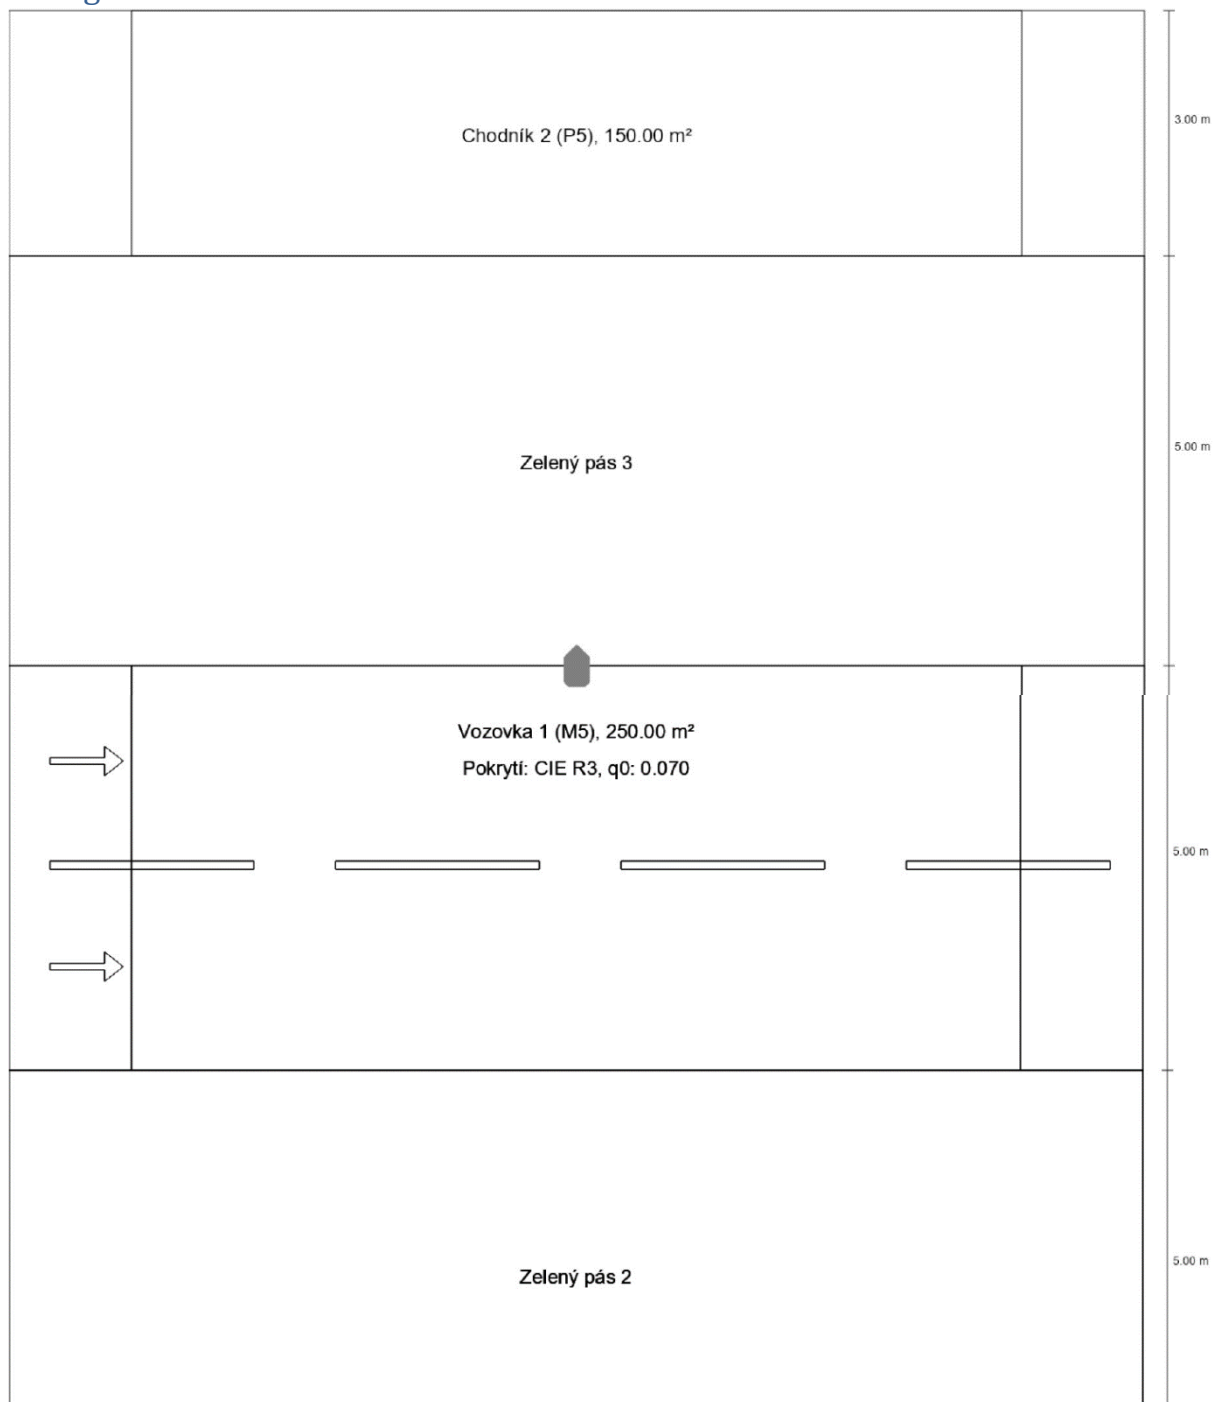 Chodník 2 (P5), 150.00 m²
3.00 m
Zelený pás 3
5.00 m
Vozovka 1 (M5), 250.00 m²
Pokrytí: CIE R3, q0: 0.070
5.00 m
Zelený pás 2
5.00 m